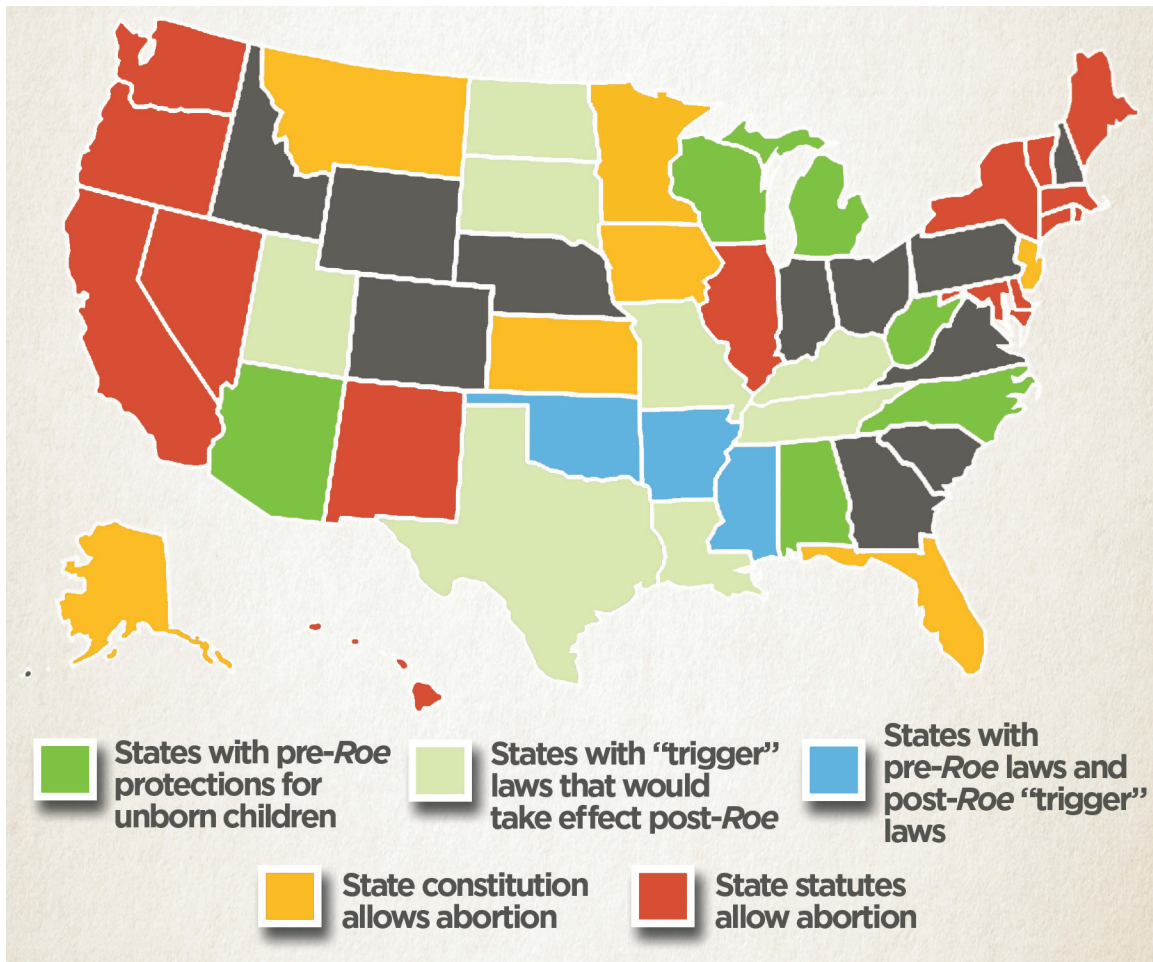 States with pre-Roe
protections for
unborn children
States with “trigger”
laws that would
take effect post-Roe
States with
pre-Roe laws and
post-Roe “trigger”
laws
State constitution
allows abortion
State statutes
allow abortion